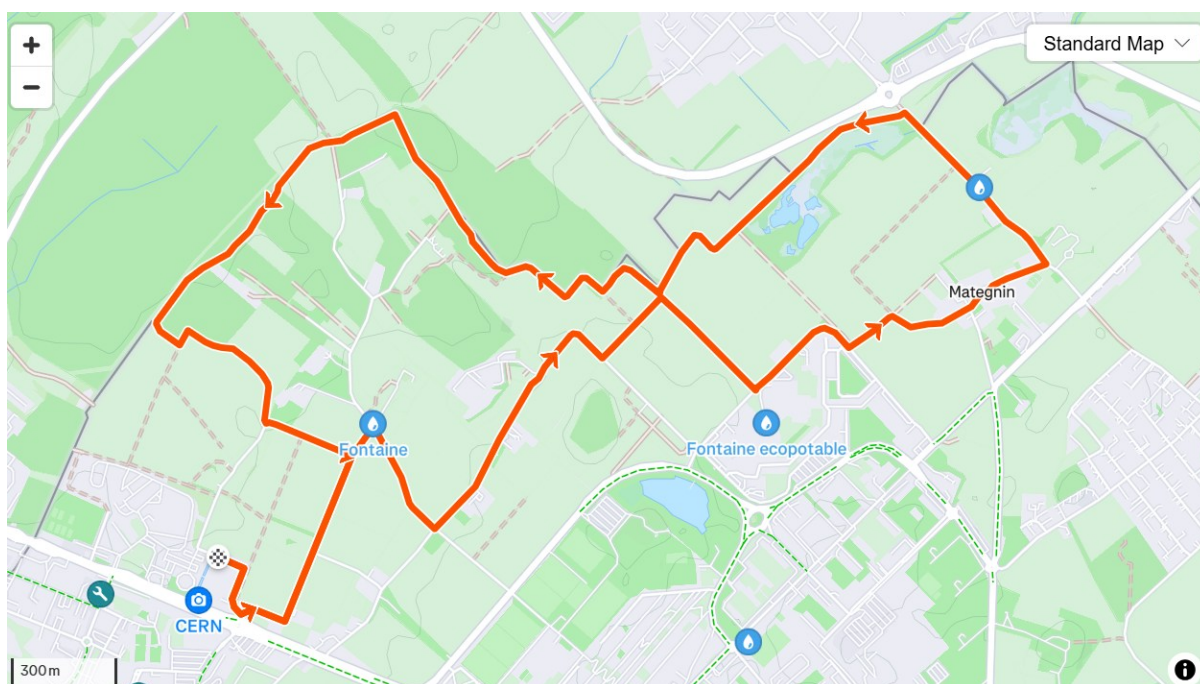 +
Standard Map
−
Mategnin
Fontaine
Fontaine ecopotable
CERN
300 m
i